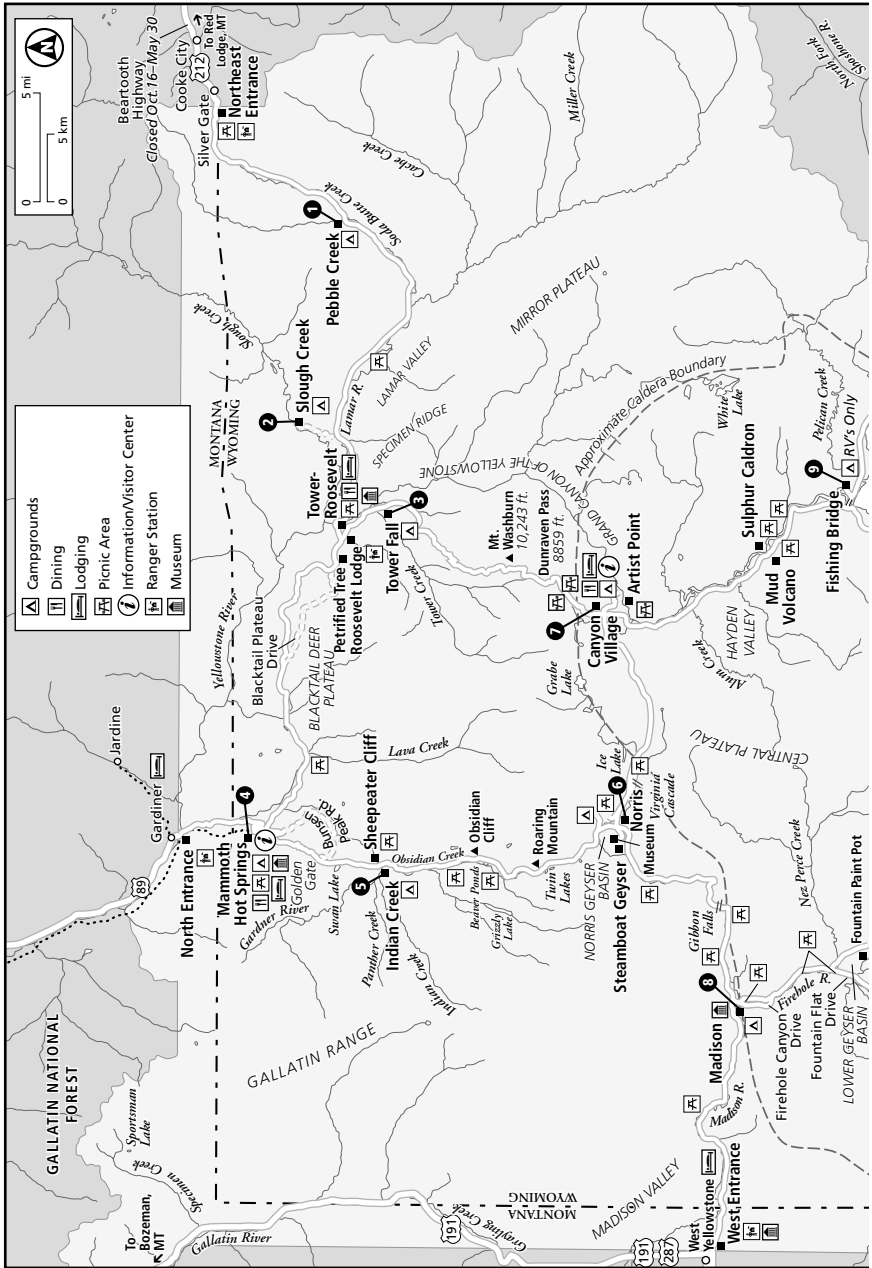 To
Bozeman,
MT
GALLATIN NATIONAL
FOREST
Sportsman
Lake
Specimen Creek
Gallatin River
191
Grayling Creek
MONTANA
WYOMING
191
287
West
Yellowstone
West Entrance
MADISON VALLEY
Madison R.
GALLATIN RANGE
89
Gardiner
Jardine
North Entrance
4
Mammoth
Hot Springs
Golden
Gate
Bunsen
Peak Rd.
Gardner River
Swan Lake
Panther Creek
5
Indian Creek
Indian Creek
Sheepeater Cliff
Obsidian Creek
Beaver Ponds
Grizzly
Lake
Obsidian
Cliff
Roaring
Mountain
Twin
Lakes
NORRIS GEYSER
BASIN
Steamboat Geyser
Museum
6
Norris
Ice
Lake
Virginia
Cascade
Gibbon
Falls
8
Madison
Firehole Canyon
Drive
Firehole R.
Fountain Flat
Drive
LOWER GEYSER
BASIN
Fountain Paint Pot
Nez Perce Creek
CENTRAL PLATEAU
Campgrounds
Dining
Lodging
Picnic Area
i Information/Visitor Center
Ranger Station
Museum
Yellowstone River
Blacktail Plateau
Drive
BLACKTAIL DEER
PLATEAU
Lava Creek
MONTANA
WYOMING
Tower-
Roosevelt
Petrified Tree
Roosevelt Lodge
Tower Fall
3
Tower Creek
2
Slough Creek
Slough Creek
Lamar R.
LAMAR VALLEY
SPECIMEN RIDGE
GRAND CANYON OF THE YELLOWSTONE
Mt.
Washburn
10,243 ft.
Dunraven Pass
8859 ft.
Grabe
Lake
7
Canyon
Village
Artist Point
Alum Creek
HAYDEN
VALLEY
Mud
Volcano
Sulphur Caldron
9
Fishing Bridge
RV's Only
Pelican Creek
White
Lake
Approximate Caldera Boundary
MIRROR PLATEAU
0 5 mi
0 5 km
N
Beartooth
Highway
Closed Oct.16–May 30
Cooke City
212
To Red
Lodge, MT
Silver Gate
Northeast
Entrance
1
Pebble Creek
Soda Butte Creek
Cache Creek
Miller Creek
North Fork
Shoshone R.